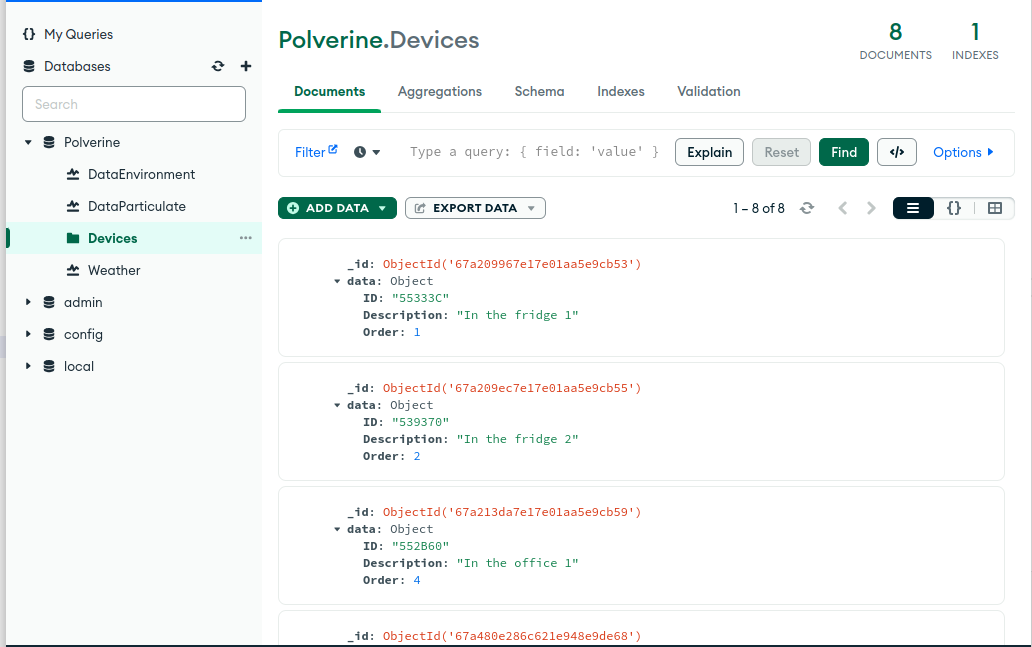 {} My Queries
Databases
Search
Polverine
DataEnvironment
DataParticulate
Devices
Weather
admin
config
local
Polverine.Devices
8
DOCUMENTS
1
INDEXES
Documents Aggregations Schema Indexes Validation
Filter Type a query: { field: 'value' } Explain Reset Find </> Options
ADD DATA EXPORT DATA 1 – 8 of 8 {}
_id: ObjectId('67a209967e17e01aa5e9cb53')
data: Object
ID: "55333C"
Description: "In the fridge 1"
Order: 1
_id: ObjectId('67a209ec7e17e01aa5e9cb55')
data: Object
ID: "539370"
Description: "In the fridge 2"
Order: 2
_id: ObjectId('67a213da7e17e01aa5e9cb59')
data: Object
ID: "552B60"
Description: "In the office 1"
Order: 4
_id: ObjectId('67a480e286c621e948e9de68')